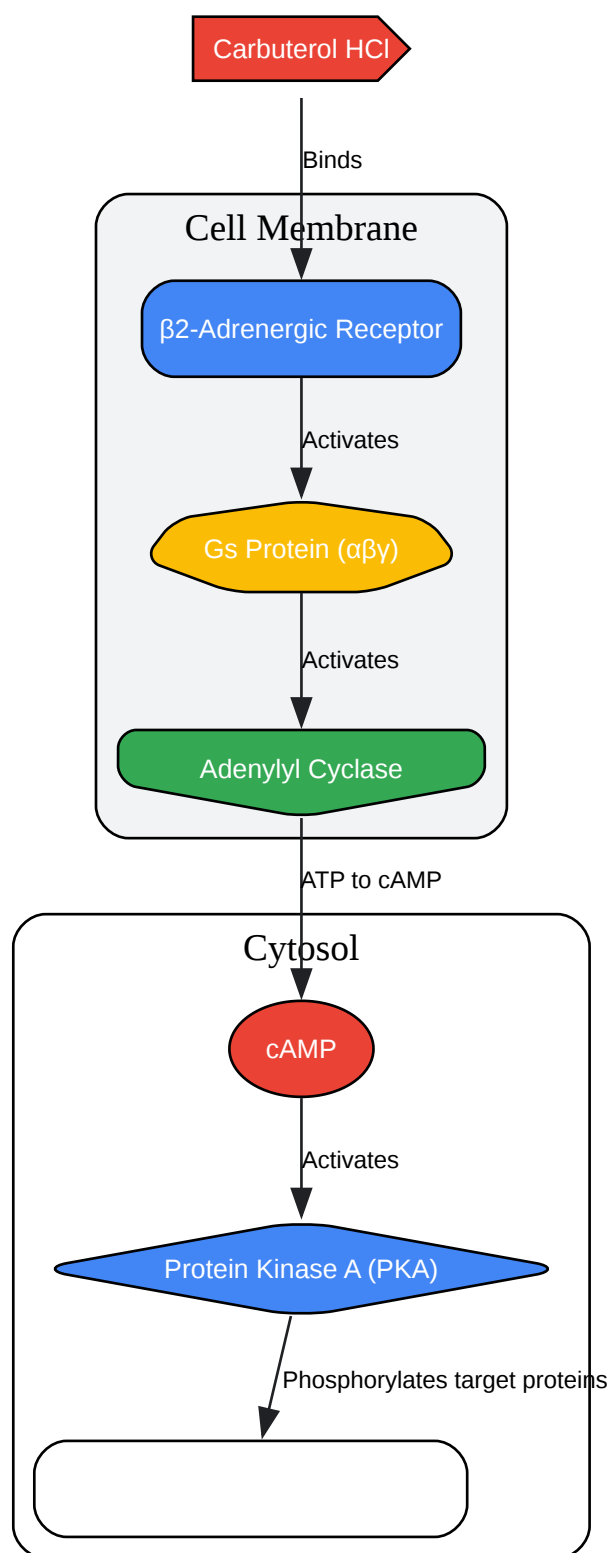 Carbuterol HCl
Binds
Cell Membrane
β2-Adrenergic Receptor
Activates
Gs Protein (αβγ)
Activates
Adenylyl Cyclase
ATP to cAMP
Cytosol
cAMP
Activates
Protein Kinase A (PKA)
Phosphorylates target proteins